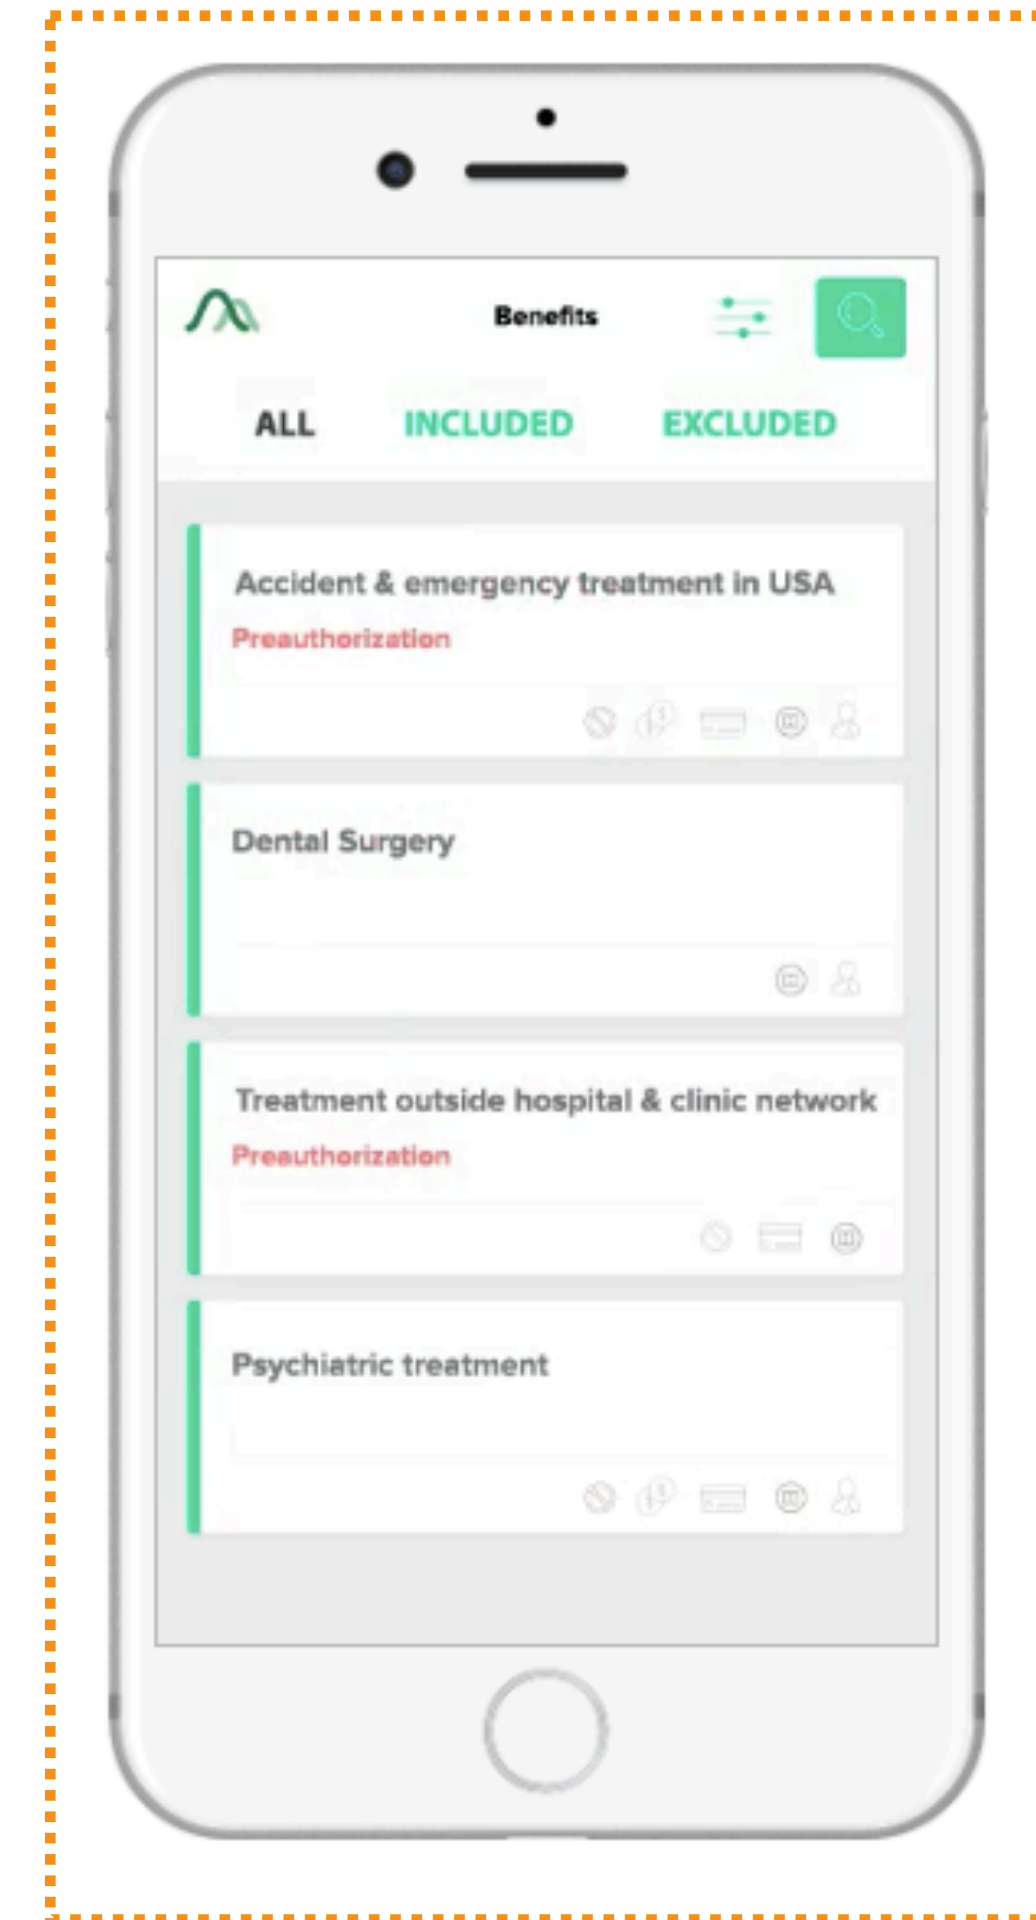 Benefits
ALL INCLUDED EXCLUDED
Accident & emergency treatment in USA
Preauthorization
Dental Surgery
Treatment outside hospital & clinic network
Preauthorization
Psychiatric treatment